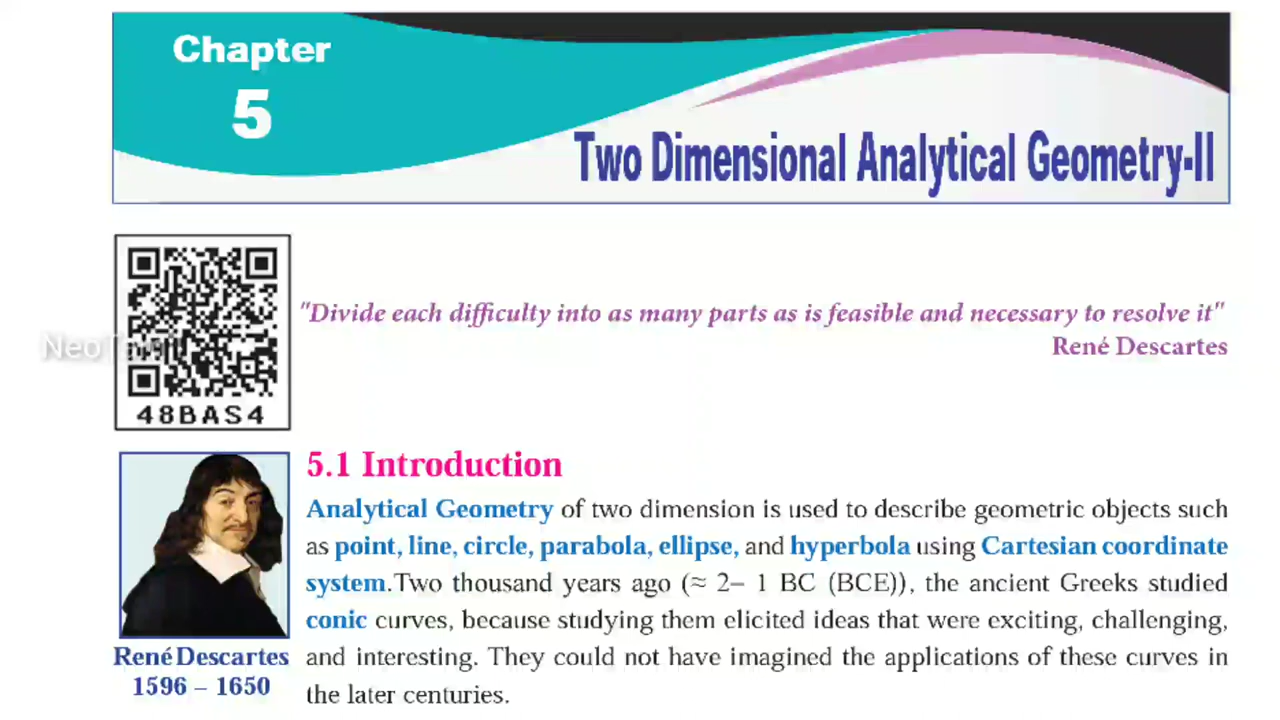 Chapter
5
Two Dimensional Analytical Geometry-II
"Divide each difficulty into as many parts as is feasible and necessary to resolve it"
René Descartes
Neo
48BAS4
5.1 Introduction
Analytical Geometry of two dimension is used to describe geometric objects such
as point, line, circle, parabola, ellipse, and hyperbola using Cartesian coordinate
system.Two thousand years ago (≈ 2– 1 BC (BCE)), the ancient Greeks studied
conic curves, because studying them elicited ideas that were exciting, challenging,
and interesting. They could not have imagined the applications of these curves in
the later centuries.
René Descartes
1596 – 1650